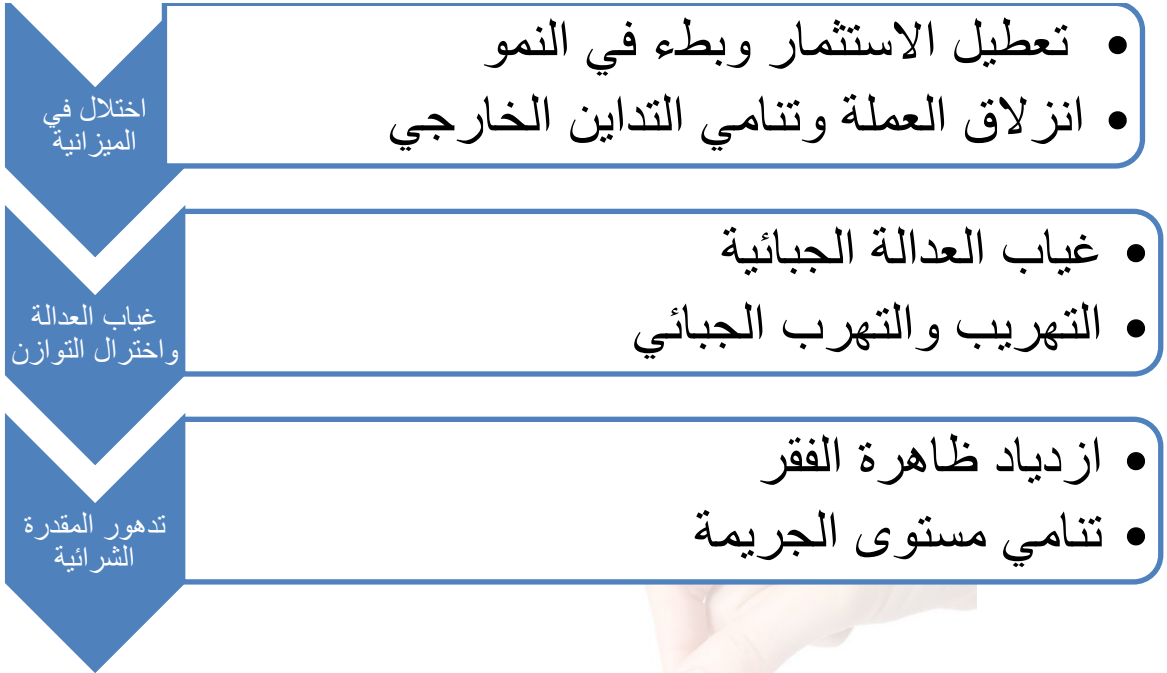 اختلال في
الميزانية
• تعطيل الاستثمار وبطء في النمو
• انزلاق العملة وتنامي التداين الخارجي
غياب العدالة
واخترال التوازن
• غياب العدالة الجبائية
• التهريب والتهرب الجبائي
تدهور المقدرة
الشرائية
• ازدياد ظاهرة الفقر
• تنامي مستوى الجريمة